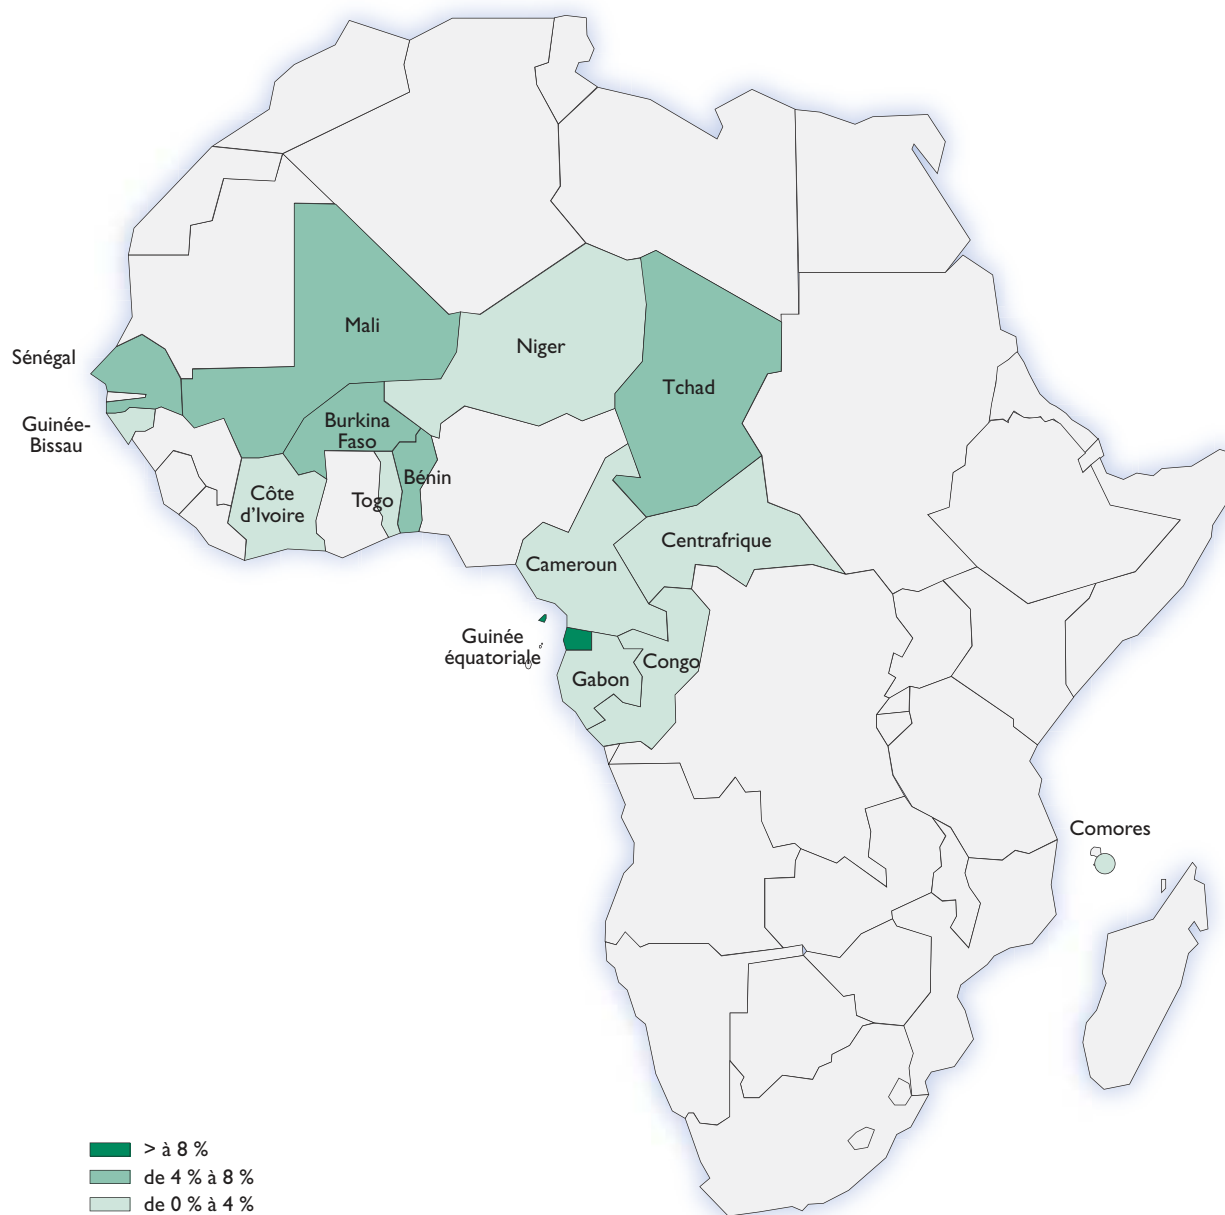 Mali
Niger
Sénégal
Tchad
Guinée-
Bissau
Burkina
Faso
Bénin
Côte
d'Ivoire
Togo
Centrafrique
Cameroun
Guinée
équatoriale
Congo
Gabon
Comores
> à 8 %
de 4 % à 8 %
de 0 % à 4 %